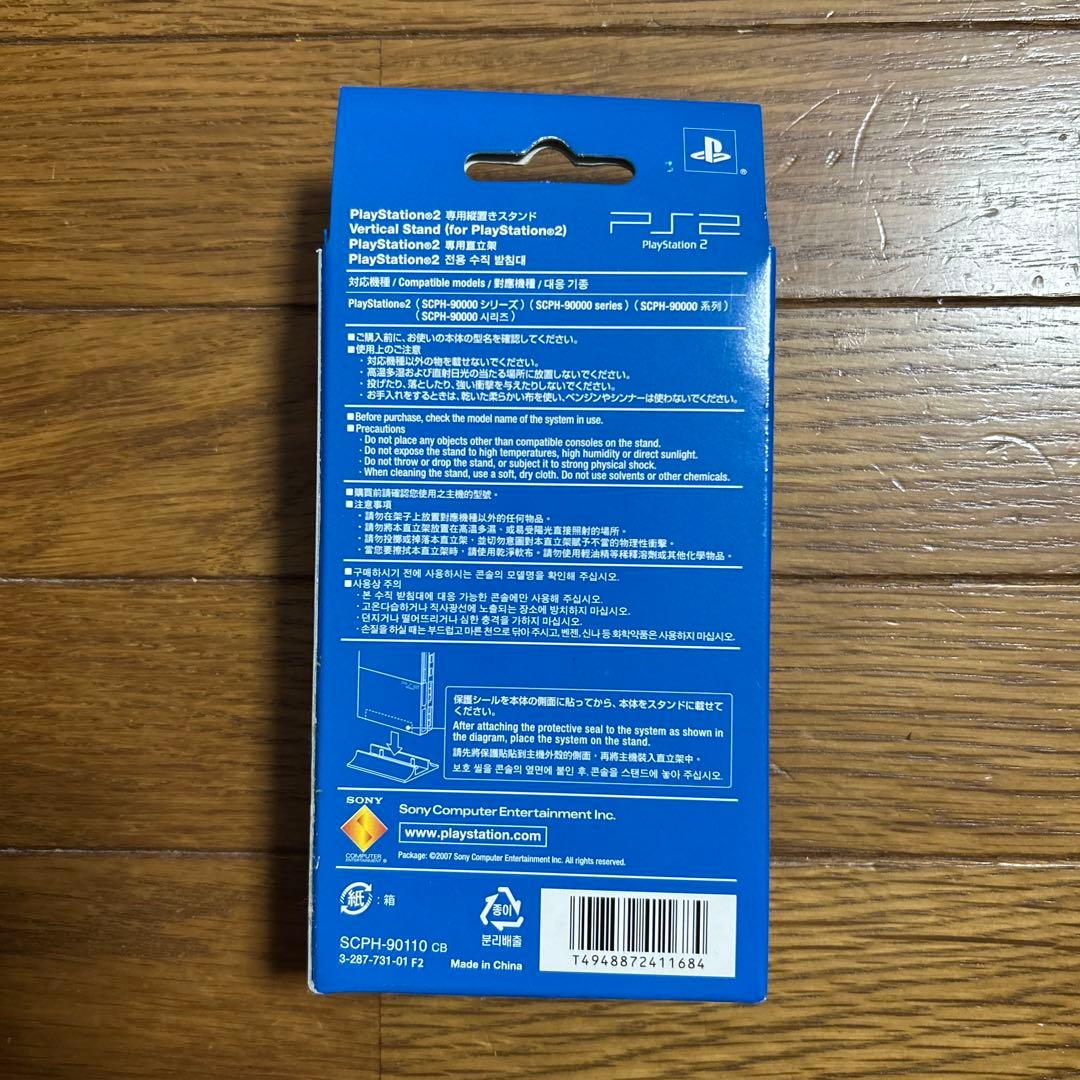 PlayStation®2 専用縦置きスタンド
Vertical Stand (for PlayStation®2)
PlayStation®2 專用直立架
PlayStation®2 전용 수직 받침대
PS2
PlayStation 2
対応機種 / Compatible models / 對應機種 / 대응 기종
PlayStation®2 (SCPH-90000 シリーズ) (SCPH-90000 series) (SCPH-90000 系列)
(SCPH-90000 시리즈)
■ご購入前に、お使いの本体の型名を確認してください。
■使用上のご注意
・対応機種以外の物を載せないでください。
・高温多湿および直射日光の当たる場所に放置しないでください。
・投げたり、落としたり、強い衝撃を与えたりしないでください。
・お手入れをするときは、乾いた柔らかい布を使い、ベンジンやシンナーは使わないでください。
■Before purchase, check the model name of the system in use.
■Precautions
・Do not place any objects other than compatible consoles on the stand.
・Do not expose the stand to high temperatures, high humidity or direct sunlight.
・Do not throw or drop the stand, or subject it to strong physical shock.
・When cleaning the stand, use a soft, dry cloth. Do not use solvents or other chemicals.
■購買前請確認您使用之主機的型號。
■注意事項
・請勿在架子上放置對應機種以外的任何物品。
・請勿將本直立架放置在高溫多濕、或易受陽光直接照射的場所。
・請勿投擲或掉落本直立架，並切勿意圖對本直立架賦予不當的物理性衝擊。
・當您要擦拭本直立架時，請使用乾淨軟布。請勿使用輕油精等稀釋溶劑或其他化學物品。
■구매하시기 전에 사용하시는 콘솔의 모델명을 확인해 주십시오.
■사용상 주의
・본 수직 받침대에 대응 가능한 콘솔에만 사용해 주십시오.
・고온다습하거나 직사광선에 노출되는 장소에 방치하지 마십시오.
・던지거나 떨어뜨리거나 심한 충격을 가하지 마십시오.
・손질을 하실 때는 부드럽고 마른 천으로 닦아 주시고, 벤젠, 신나 등 화학약품은 사용하지 마십시오.
保護シールを本体の側面に貼ってから、本体をスタンドに載せて
ください。
After attaching the protective seal to the system as shown in
the diagram, place the system on the stand.
請先將保護貼貼到主機外殼的側面，再將主機裝入直立架中。
보호 씰을 콘솔의 옆면에 붙인 후, 콘솔을 스탠드에 놓아 주십시오.
SONY
COMPUTER
ENTERTAINMENT®
Sony Computer Entertainment Inc.
www.playstation.com
Package: ©2007 Sony Computer Entertainment Inc. All rights reserved.
紙 : 箱
종이
분리배출
SCPH-90110 CB
3-287-731-01 F2
Made in China
T4948872411684